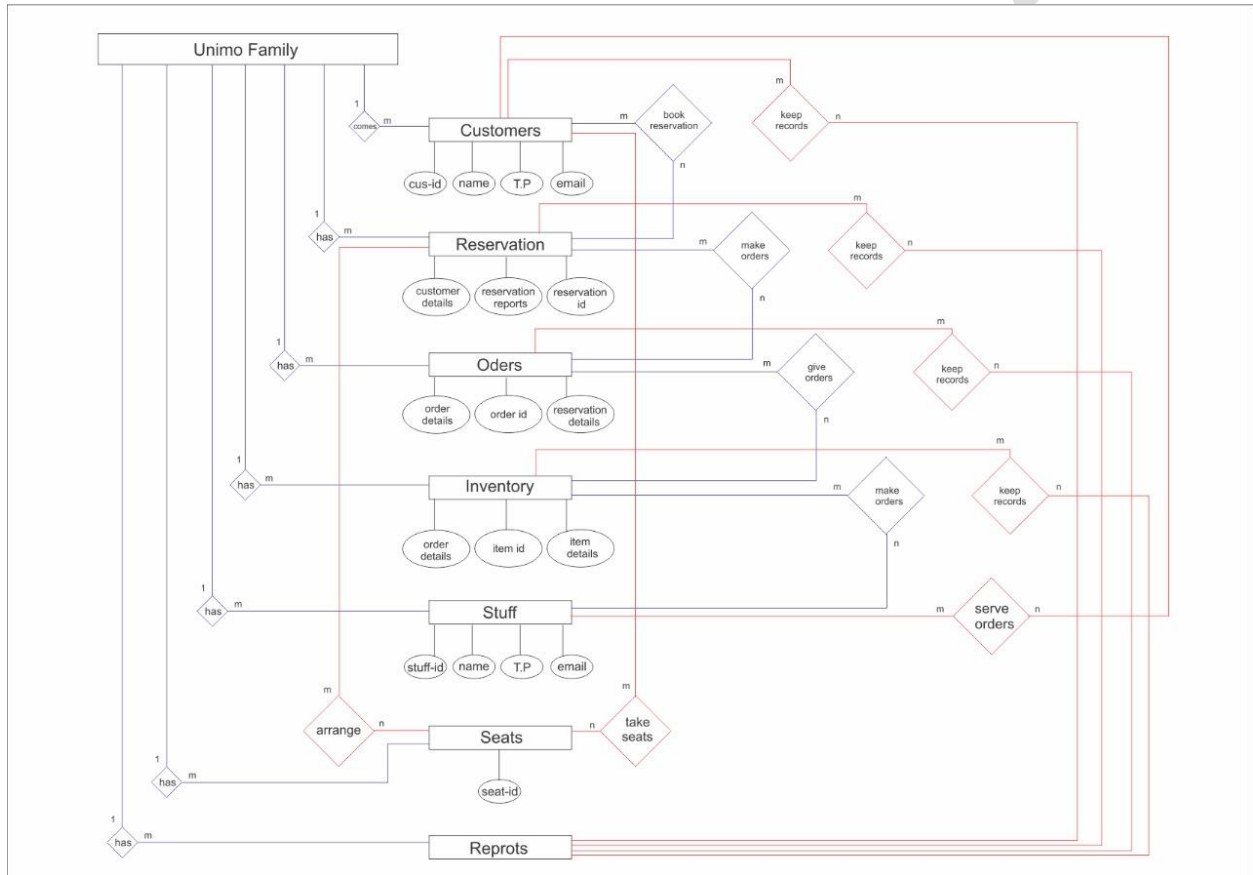 Unimo Family
1
comes
m
Customers
cus-id
name
T.P
email
m
book
reservation
n
m
keep
records
n
1
has
m
Reservation
customer
details
reservation
reports
reservation
id
m
make
orders
n
m
keep
records
n
1
has
m
Oders
order
details
order id
reservation
details
m
give
orders
n
m
keep
records
n
1
has
m
Inventory
order
details
item id
item
details
m
make
orders
n
m
keep
records
n
1
has
m
Stuff
stuff-id
name
T.P
email
m
serve
orders
n
m
arrange
n
Seats
seat-id
n
m
take
seats
1
has
m
1
has
m
Reprots